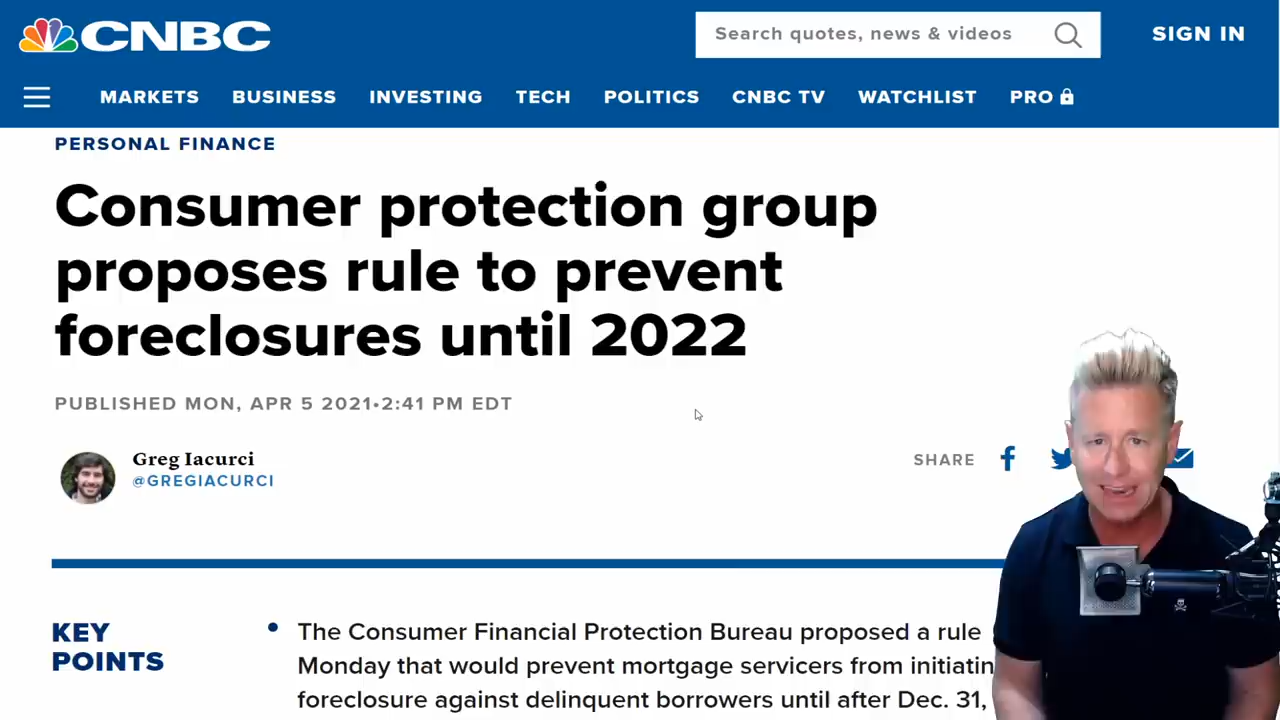 CNBC
Search quotes, news & videos
SIGN IN
MARKETS BUSINESS INVESTING TECH POLITICS CNBC TV WATCHLIST PRO
PERSONAL FINANCE
Consumer protection group
proposes rule to prevent
foreclosures until 2022
PUBLISHED MON, APR 5 2021•2:41 PM EDT
Greg Iacurci
@GREGIACURCI
SHARE
KEY
POINTS
The Consumer Financial Protection Bureau proposed a rule
Monday that would prevent mortgage servicers from initiatin
foreclosure against delinquent borrowers until after Dec. 31,